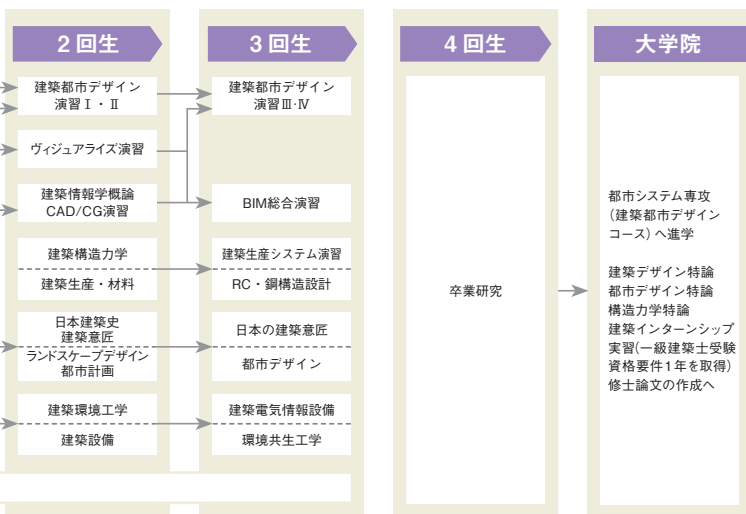 2回生
建築都市デザイン
演習Ⅰ・Ⅱ
ヴィジュアライズ演習
建築情報学概論
CAD/CG演習
建築構造力学
建築生産・材料
日本建築史
建築意匠
ランドスケープデザイン
都市計画
建築環境工学
建築設備
3回生
建築都市デザイン
演習Ⅲ・Ⅳ
BIM総合演習
建築生産システム演習
RC・鋼構造設計
日本の建築意匠
都市デザイン
建築電気情報設備
環境共生工学
4回生
卒業研究
大学院
都市システム専攻
(建築都市デザイン
コース)へ進学
建築デザイン特論
都市デザイン特論
構造力学特論
建築インターンシップ
実習(一級建築士受験
資格要件1年を取得)
修士論文の作成へ